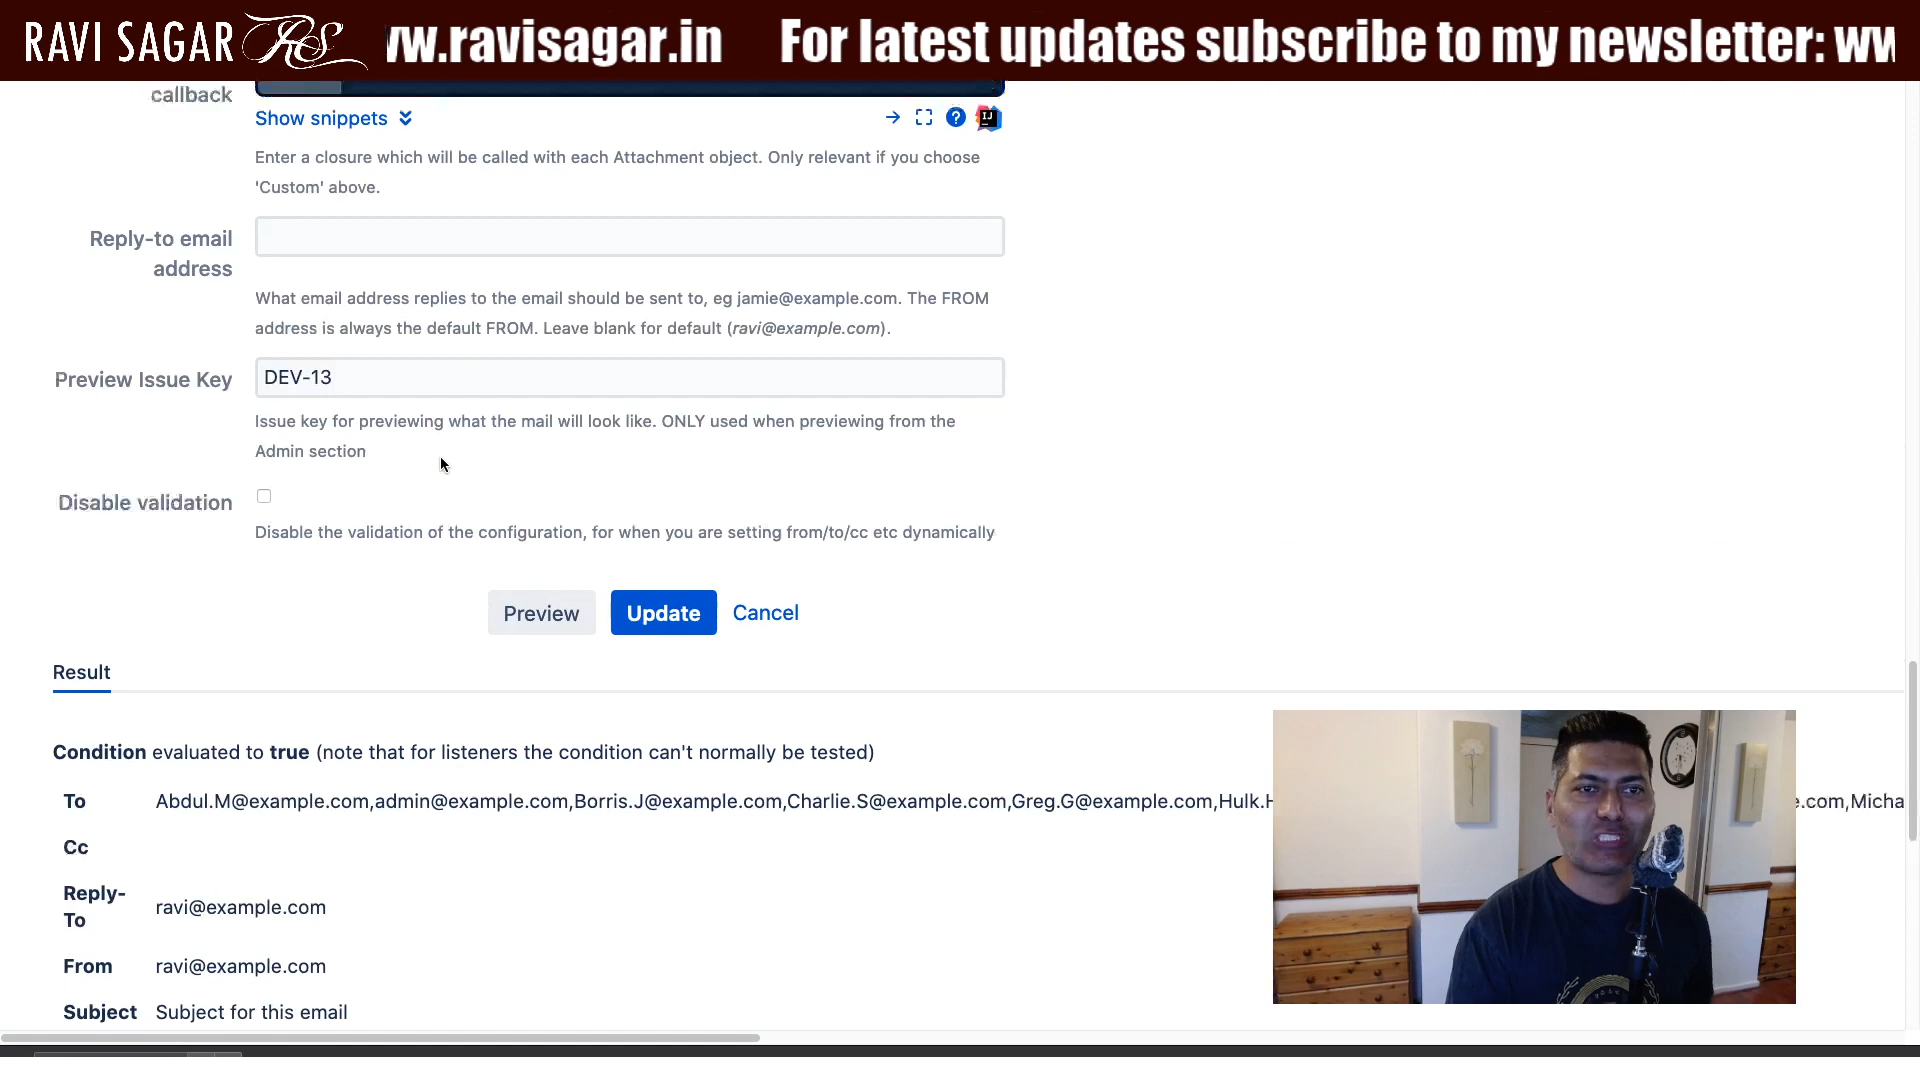 RAVI SAGAR RS
www.ravisagar.in For latest updates subscribe to my newsletter:
callback
Show snippets
IJ
Enter a closure which will be called with each Attachment object. Only relevant if you choose
'Custom' above.
Reply-to email
address
What email address replies to the email should be sent to, eg jamie@example.com. The FROM
address is always the default FROM. Leave blank for default (ravi@example.com).
Preview Issue Key
DEV-13
Issue key for previewing what the mail will look like. ONLY used when previewing from the
Admin section
Disable validation
Disable the validation of the configuration, for when you are setting from/to/cc etc dynamically
Preview Update Cancel
Result
Condition evaluated to true (note that for listeners the condition can't normally be tested)
To Abdul.M@example.com,admin@example.com,Borris.J@example.com,Charlie.S@example.com,Greg.G@example.com,Hulk. .com,Micha
Cc
Reply-
To
ravi@example.com
From ravi@example.com
Subject Subject for this email